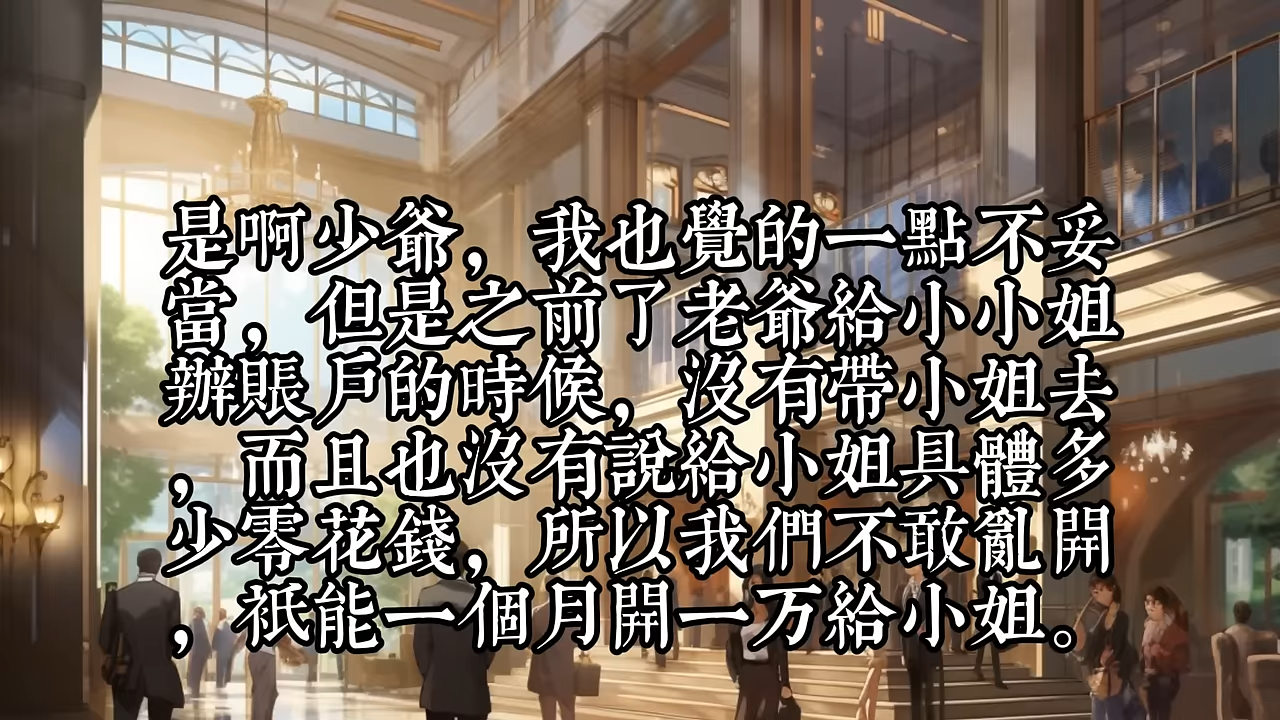 是啊少爺，我也覺的一點不妥
當，但是之前了老爺給小小姐
辦賬戶的時候，沒有帶小姐去
，而且也沒有說給小姐具體多
少零花錢，所以我們不敢亂開
，祇能一個月開一万給小姐。